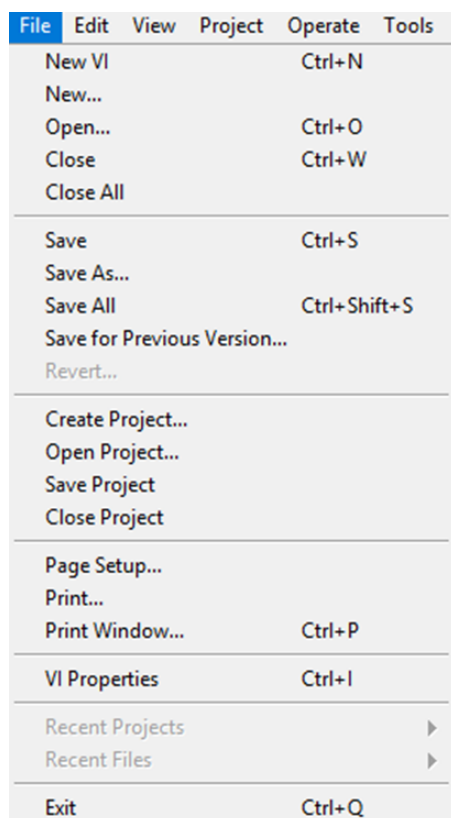 File Edit View Project Operate Tools
New VI Ctrl+N
New...
Open... Ctrl+O
Close Ctrl+W
Close All
Save Ctrl+S
Save As...
Save All Ctrl+Shift+S
Save for Previous Version...
Revert...
Create Project...
Open Project...
Save Project
Close Project
Page Setup...
Print...
Print Window... Ctrl+P
VI Properties Ctrl+I
Recent Projects
Recent Files
Exit Ctrl+Q